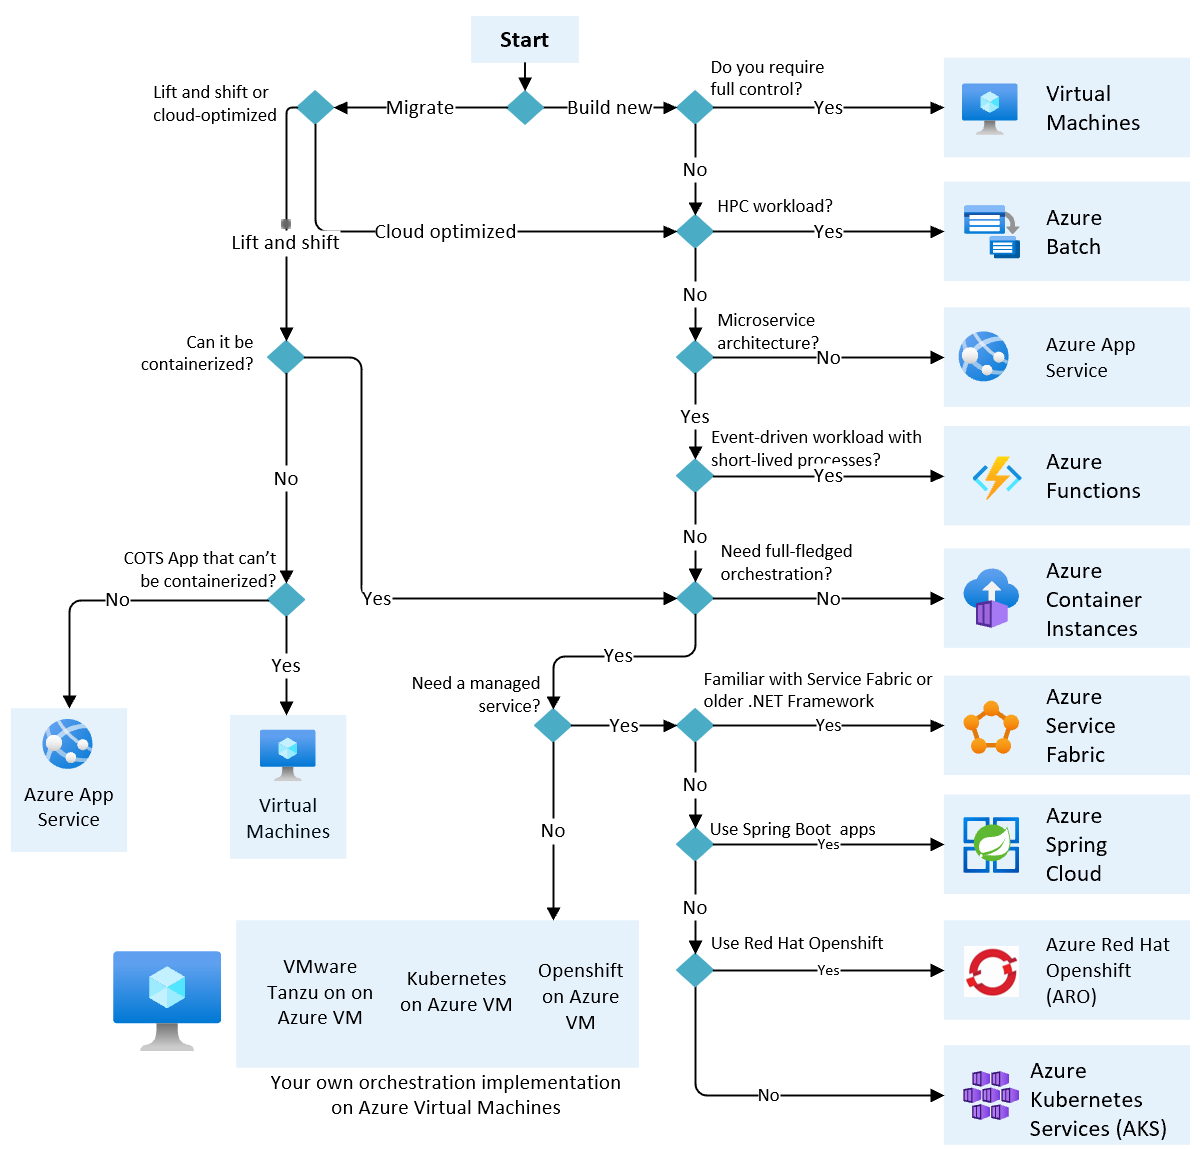 Start
Do you require
full control?
Lift and shift or
cloud-optimized
Migrate
Build new
Yes
Virtual
Machines
No
HPC workload?
Lift and shift
Cloud optimized
Yes
Azure
Batch
No
Microservice
architecture?
Can it be
containerized?
No
Azure App
Service
Yes
Event-driven workload with
short-lived processes?
Yes
Azure
Functions
No
No
Need full-fledged
orchestration?
COTS App that can’t
be containerized?
No
Yes
No
Azure
Container
Instances
Yes
Yes
Need a managed
service?
Familiar with Service Fabric or
older .NET Framework
Yes
Yes
Azure
Service
Fabric
Azure App
Service
Virtual
Machines
No
No
Use Spring Boot  apps
Yes
Azure
Spring
Cloud
No
Use Red Hat Openshift
Yes
Azure Red Hat
Openshift
(ARO)
VMware
Tanzu on on
Azure VM
Kubernetes
on Azure VM
Openshift
on Azure
VM
Your own orchestration implementation
on Azure Virtual Machines
No
Azure
Kubernetes
Services (AKS)